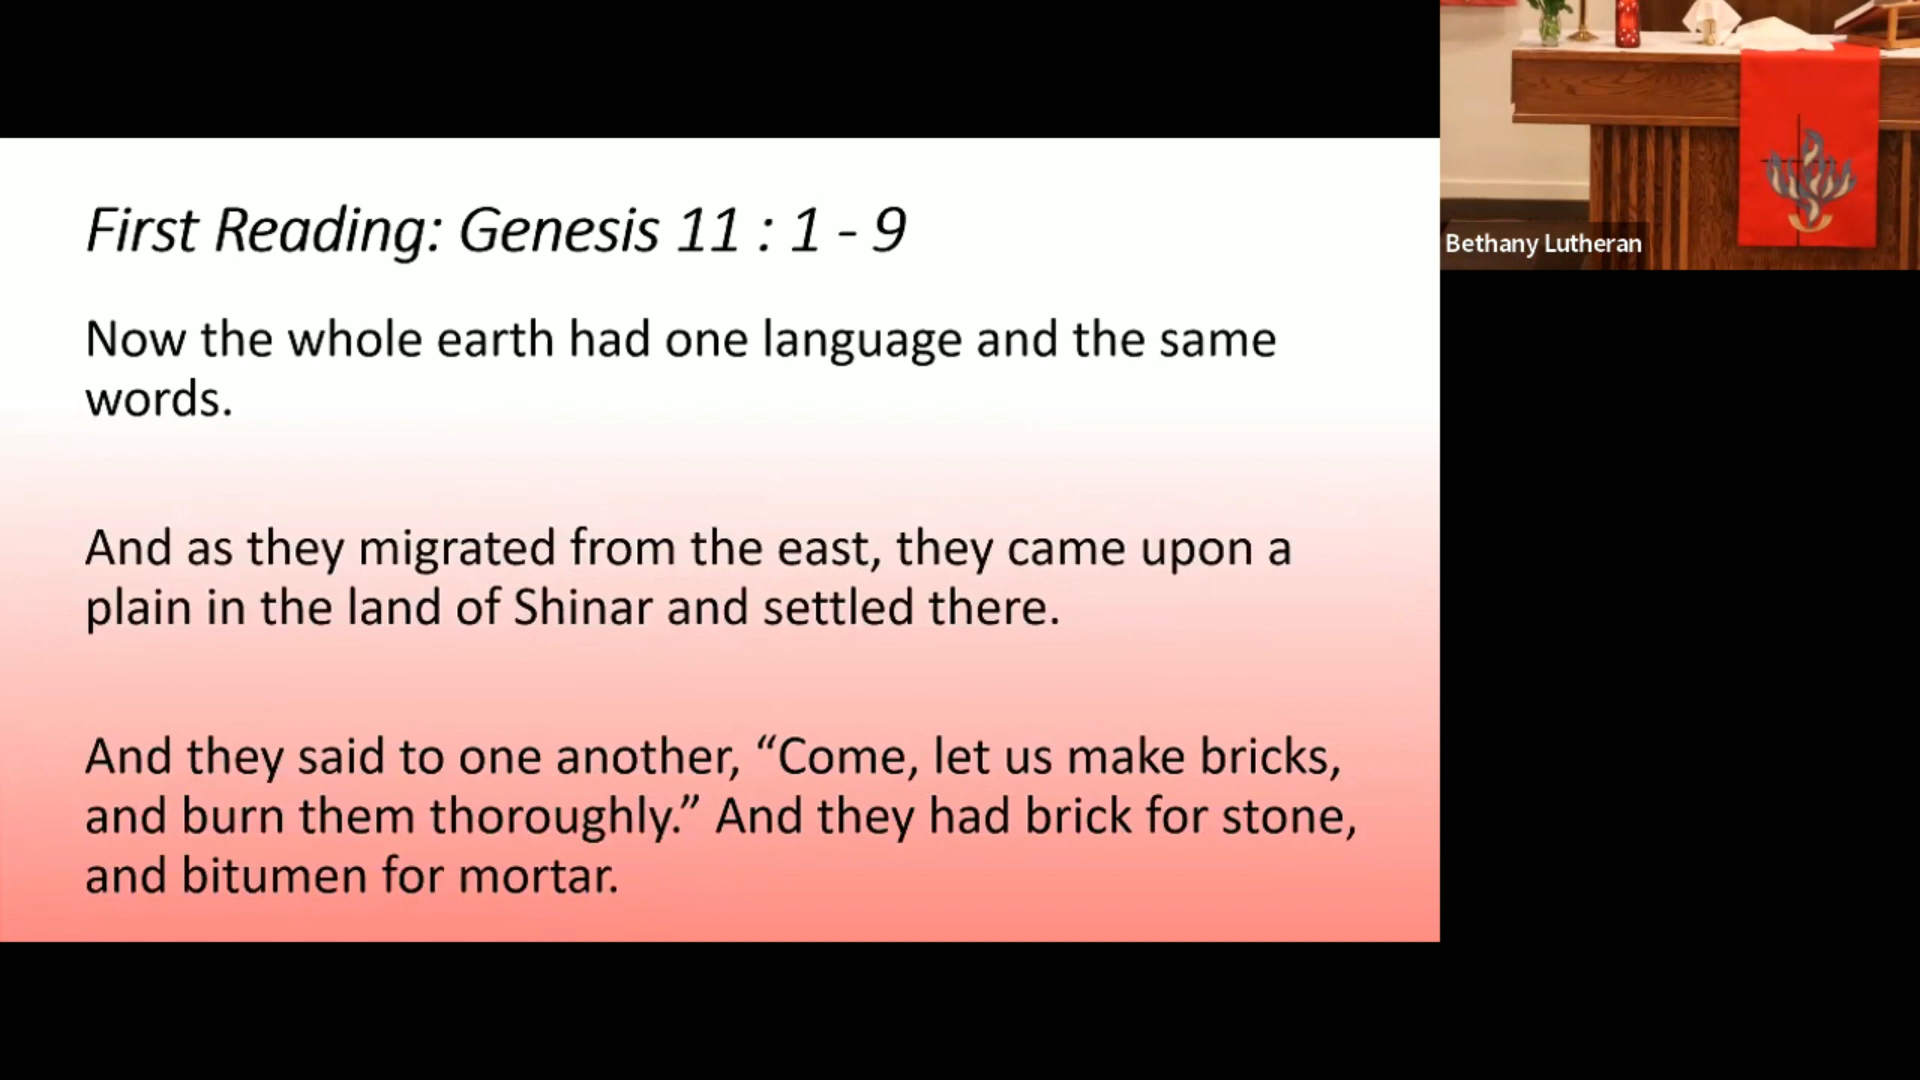 First Reading: Genesis 11 : 1 - 9
Now the whole earth had one language and the same
words.
And as they migrated from the east, they came upon a
plain in the land of Shinar and settled there.
And they said to one another, “Come, let us make bricks,
and burn them thoroughly.” And they had brick for stone,
and bitumen for mortar.
Bethany Lutheran